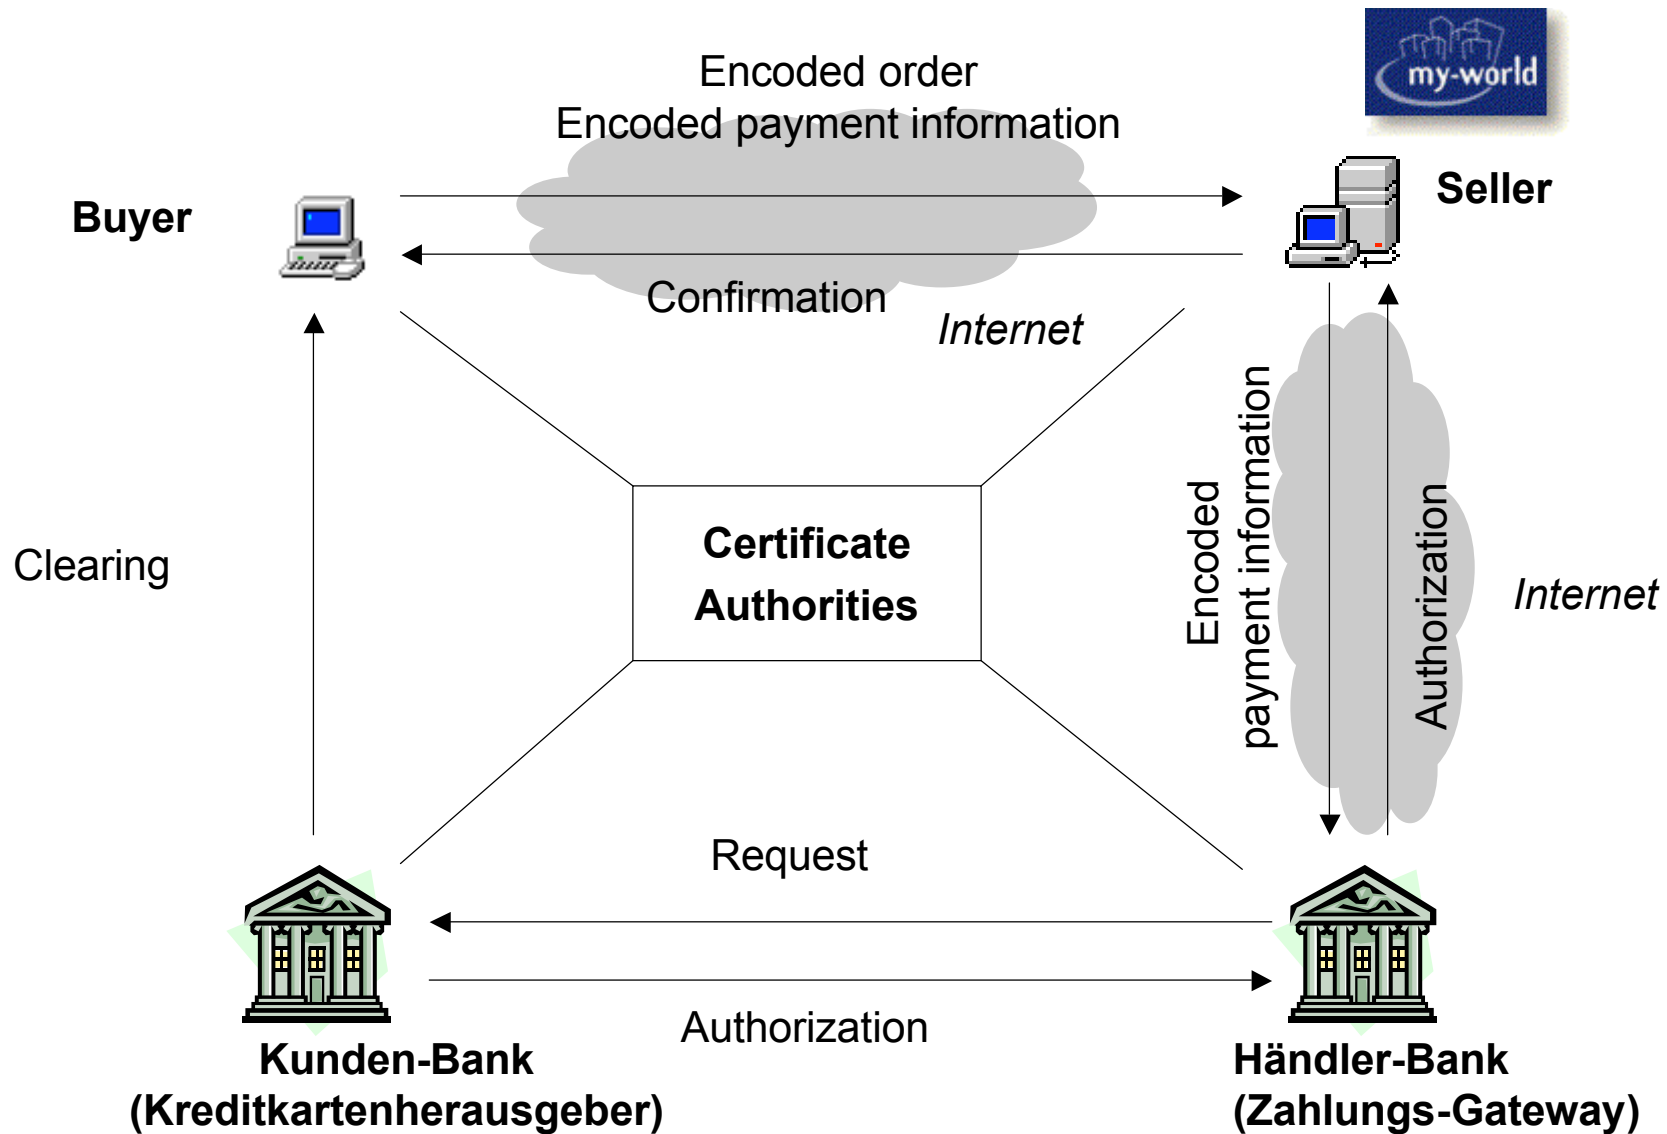 my-world
Encoded order
Encoded payment information
Buyer
Seller
Confirmation
Internet
Encoded
payment information
Authorization
Internet
Clearing
Certificate
Authorities
Request
Authorization
Kunden-Bank
(Kreditkartenherausgeber)
Händler-Bank
(Zahlungs-Gateway)